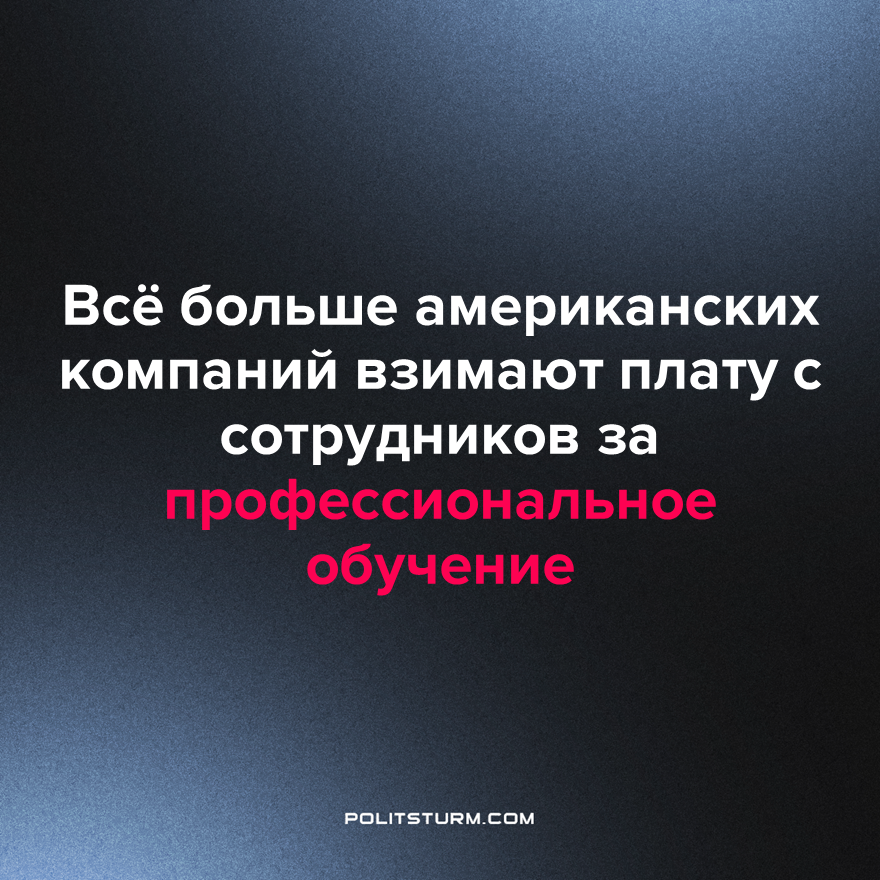 Всё больше американских
компаний взимают плату с
сотрудников за
профессиональное
обучение
POLITSTURM.COM